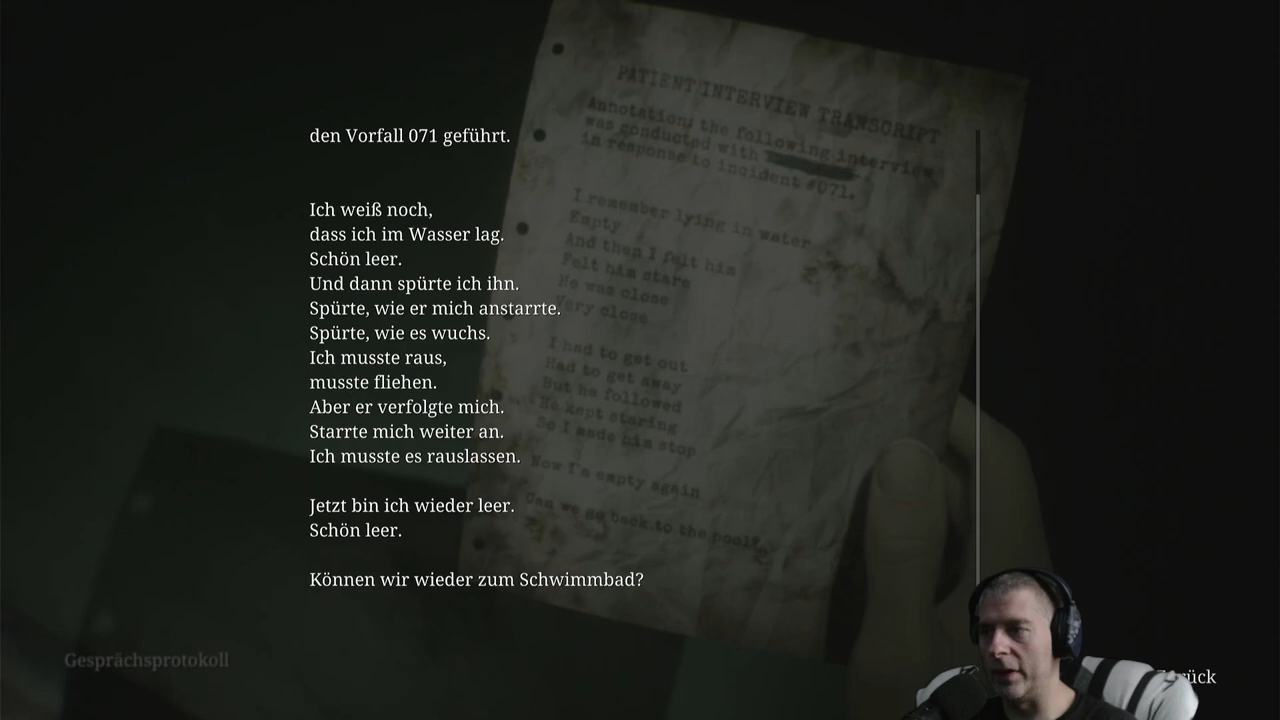 PATIENT INTERVIEW TRANSCRIPT
Annotation: the following interview
was conducted with
in response to incident #071.
I remember lying in water
Empty
And then I felt him
Felt him stare
He was close
Very close
I had to get out
Had to get away
But he followed
He kept staring
So I made him stop
Now I'm empty again
Can we go back to the pool?
den Vorfall 071 geführt.
Ich weiß noch,
dass ich im Wasser lag.
Schön leer.
Und dann spürte ich ihn.
Spürte, wie er mich anstarrte.
Spürte, wie es wuchs.
Ich musste raus,
musste fliehen.
Aber er verfolgte mich.
Starrte mich weiter an.
Ich musste es rauslassen.
Jetzt bin ich wieder leer.
Schön leer.
Können wir wieder zum Schwimmbad?
Gesprächsprotokoll